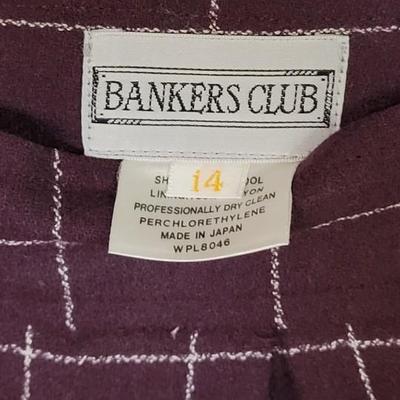 BANKERS CLUB
14
PROFESSIONALLY DRY CLEAN
PERCHLORETHYLENE
MADE IN JAPAN
WPL8046